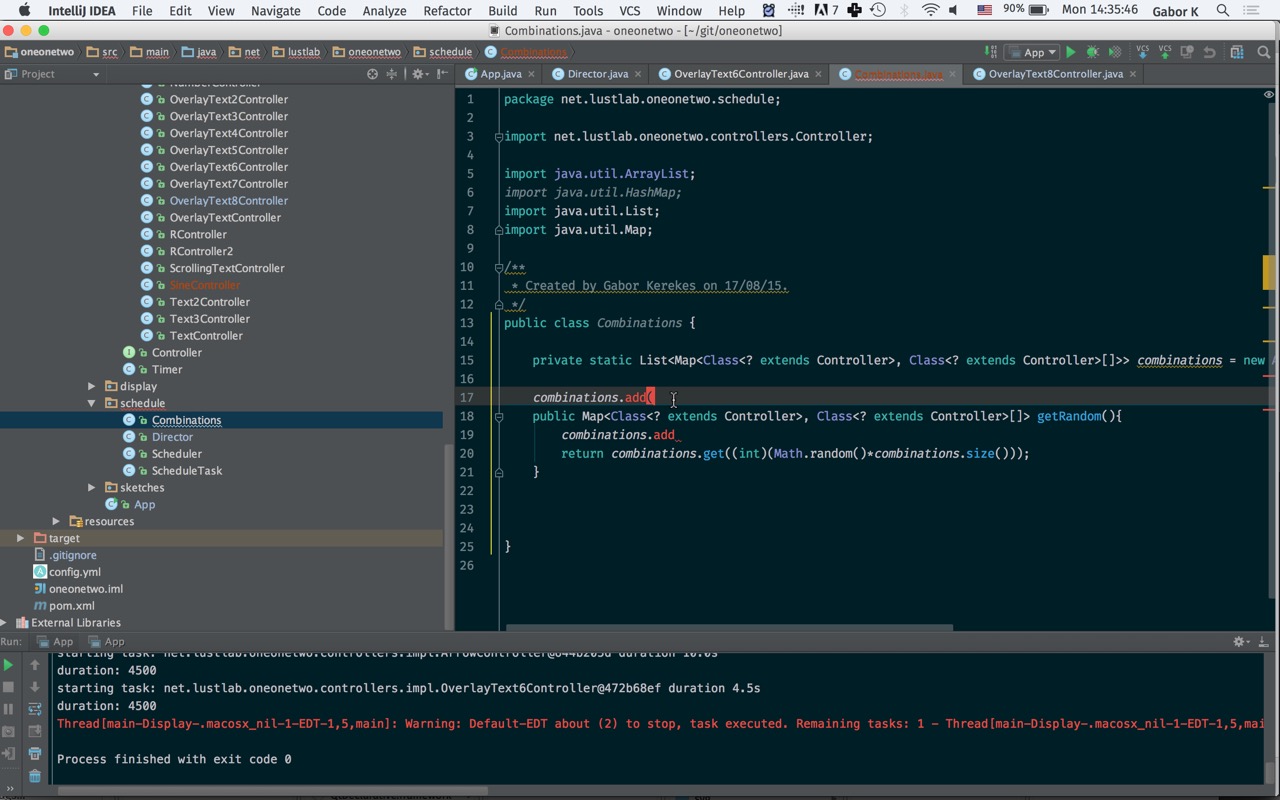 IntelliJ IDEA File Edit View Navigate Code Analyze Refactor Build Run Tools VCS Window Help 7 90% Mon 14:35:46 Gabor K
Combinations.java - oneonetwo - [~/git/oneonetwo]
oneonetwo src main java net lustlab oneonetwo schedule Combinations App
Project
App.java Director.java OverlayText6Controller.java Combinations.java OverlayText8Controller.java
OverlayText2Controller
OverlayText3Controller
OverlayText4Controller
OverlayText5Controller
OverlayText6Controller
OverlayText7Controller
OverlayText8Controller
OverlayTextController
RController
RController2
ScrollingTextController
SineController
Text2Controller
Text3Controller
TextController
Controller
Timer
display
schedule
Combinations
Director
Scheduler
ScheduleTask
sketches
App
resources
target
.gitignore
config.yml
oneonetwo.iml
pom.xml
External Libraries
1 package net.lustlab.oneonetwo.schedule;
2
3 import net.lustlab.oneonetwo.controllers.Controller;
4
5 import java.util.ArrayList;
6 import java.util.HashMap;
7 import java.util.List;
8 import java.util.Map;
9
10 /**
11 * Created by Gabor Kerekes on 17/08/15.
12 */
13 public class Combinations {
14
15 private static List<Map<Class<? extends Controller>, Class<? extends Controller>[]>> combinations = new
16
17 combinations.add(
18 public Map<Class<? extends Controller>, Class<? extends Controller>[]> getRandom(){
19 combinations.add
20 return combinations.get((int)(Math.random()*combinations.size()));
21 }
22
23
24
25 }
26
Run: App App
starting task: net.lustlab.oneonetwo.controllers.impl.ArrowController@644b205d duration 10.0s
duration: 4500
starting task: net.lustlab.oneonetwo.controllers.impl.OverlayText6Controller@472b68ef duration 4.5s
duration: 4500
Thread[main-Display-.macosx_nil-1-EDT-1,5,main]: Warning: Default-EDT about (2) to stop, task executed. Remaining tasks: 1 - Thread[main-Display-.macosx_nil-1-EDT-1,5,mai
Process finished with exit code 0